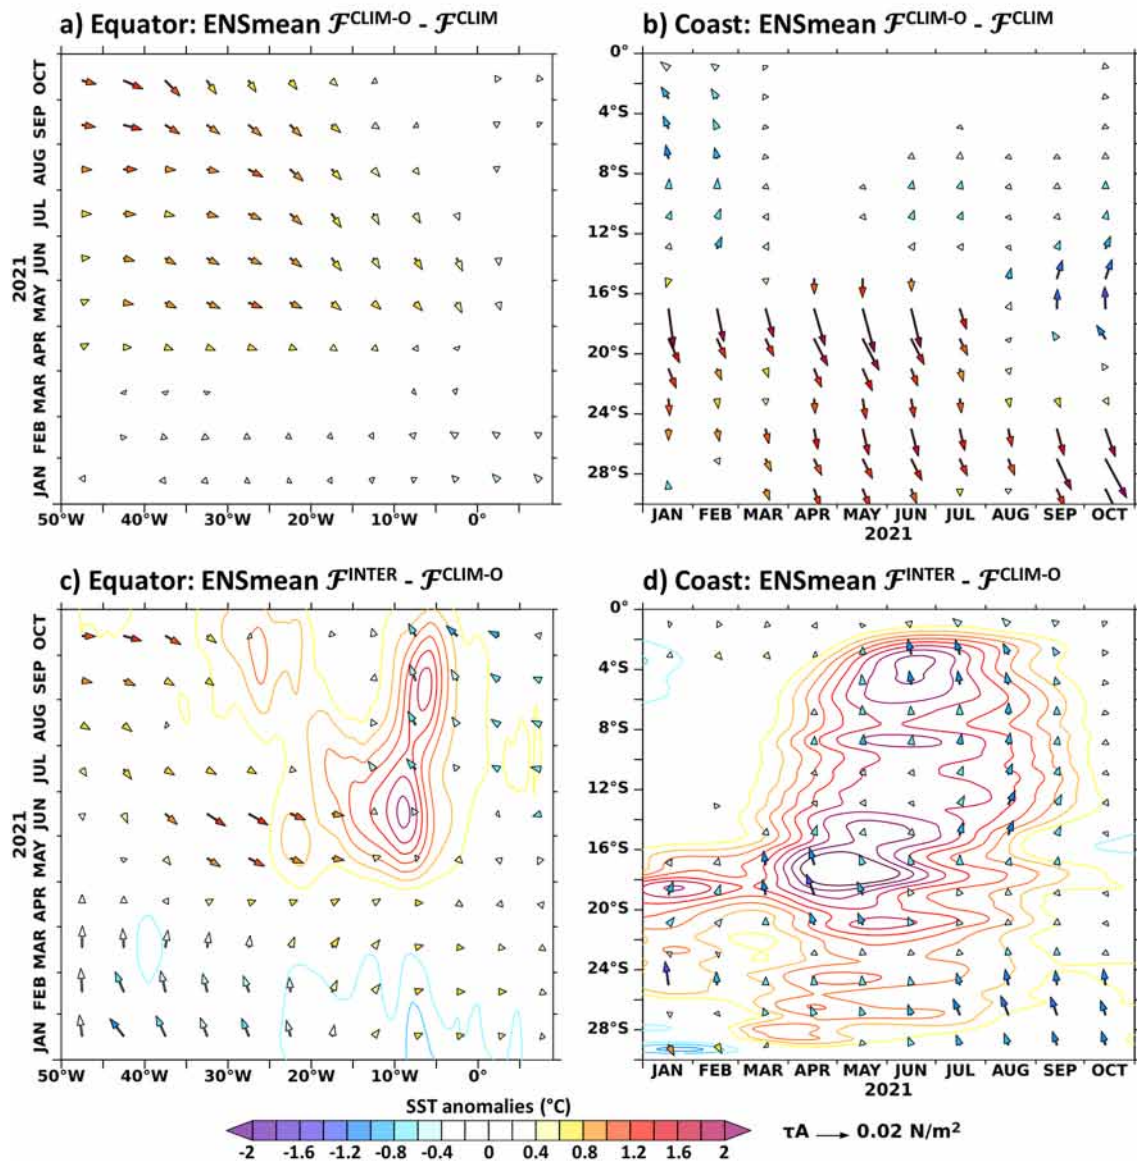 a) Equator: ENSmean ℱCLIM-O - ℱCLIM
b) Coast: ENSmean ℱCLIM-O - ℱCLIM
2021
JAN FEB MAR APR MAY JUN JUL AUG SEP OCT
50°W 40°W 30°W 20°W 10°W 0°
0°
4°S
8°S
12°S
16°S
20°S
24°S
28°S
JAN FEB MAR APR MAY JUN JUL AUG SEP OCT
2021
c) Equator: ENSmean ℱINTER - ℱCLIM-O
d) Coast: ENSmean ℱINTER - ℱCLIM-O
2021
JAN FEB MAR APR MAY JUN JUL AUG SEP OCT
50°W 40°W 30°W 20°W 10°W 0°
0°
4°S
8°S
12°S
16°S
20°S
24°S
28°S
JAN FEB MAR APR MAY JUN JUL AUG SEP OCT
2021
SST anomalies (°C)
-2 -1.6 -1.2 -0.8 -0.4 0 0.4 0.8 1.2 1.6 2
τA 0.02 N/m²